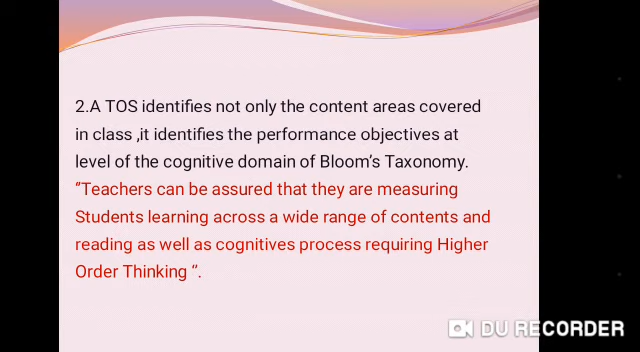 2.A TOS identifies not only the content areas covered
in class ,it identifies the performance objectives at
level of the cognitive domain of Bloom's Taxonomy.
“Teachers can be assured that they are measuring
Students learning across a wide range of contents and
reading as well as cognitives process requiring Higher
Order Thinking “.
DU RECORDER